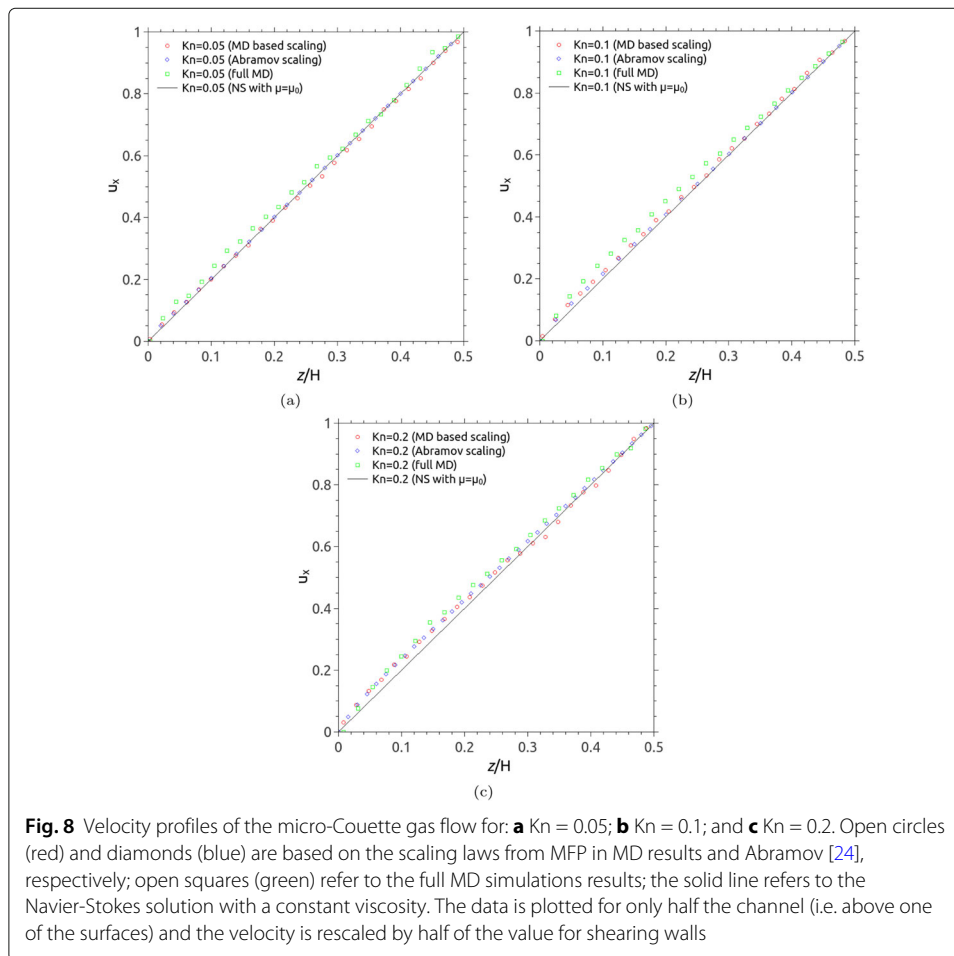 Kn=0.05 (MD based scaling)
Kn=0.05 (Abramov scaling)
Kn=0.05 (full MD)
Kn=0.05 (NS with μ=μ₀)
1
0.8
0.6
0.4
0.2
0
uₓ
0 0.1 0.2 0.3 0.4 0.5
z/H
(a)
Kn=0.1 (MD based scaling)
Kn=0.1 (Abramov scaling)
Kn=0.1 (full MD)
Kn=0.1 (NS with μ=μ₀)
1
0.8
0.6
0.4
0.2
0
uₓ
0 0.1 0.2 0.3 0.4 0.5
z/H
(b)
Kn=0.2 (MD based scaling)
Kn=0.2 (Abramov scaling)
Kn=0.2 (full MD)
Kn=0.2 (NS with μ=μ₀)
1
0.8
0.6
0.4
0.2
0
uₓ
0 0.1 0.2 0.3 0.4 0.5
z/H
(c)
Fig. 8 Velocity profiles of the micro-Couette gas flow for: a Kn = 0.05; b Kn = 0.1; and c Kn = 0.2. Open circles
(red) and diamonds (blue) are based on the scaling laws from MFP in MD results and Abramov [24],
respectively; open squares (green) refer to the full MD simulations results; the solid line refers to the
Navier-Stokes solution with a constant viscosity. The data is plotted for only half the channel (i.e. above one
of the surfaces) and the velocity is rescaled by half of the value for shearing walls